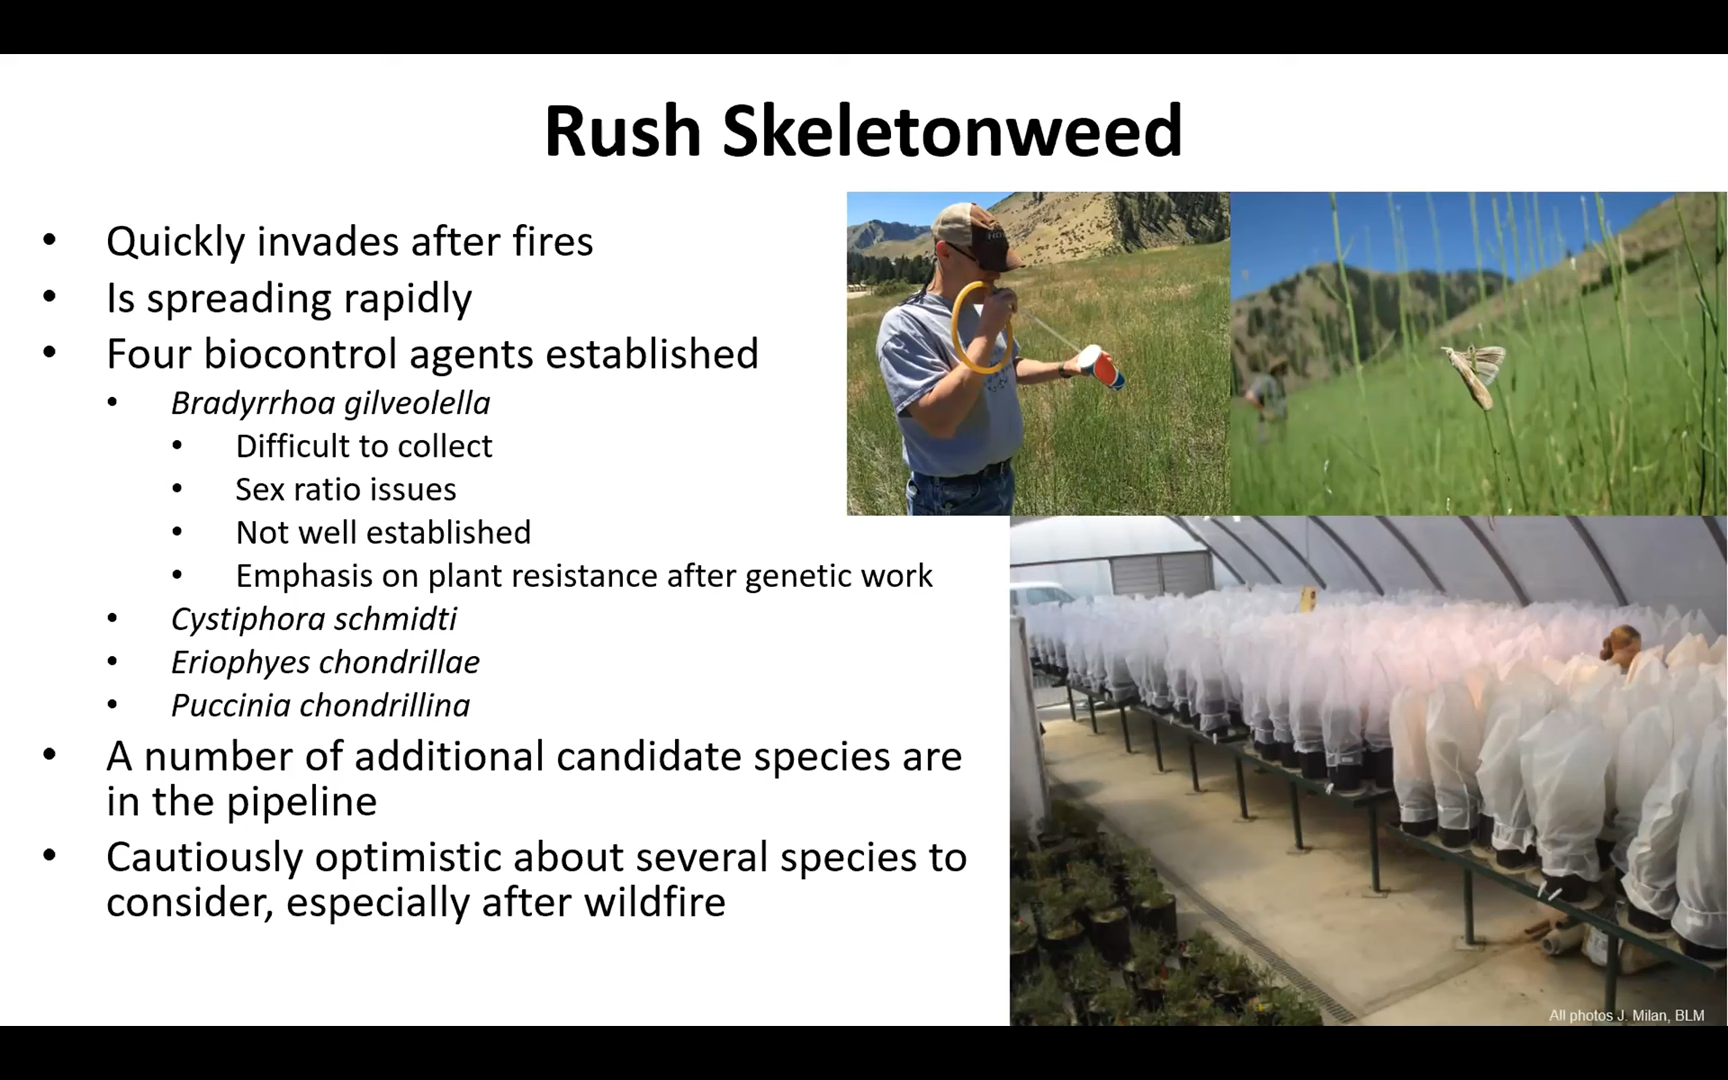 Rush Skeletonweed
• Quickly invades after fires
• Is spreading rapidly
• Four biocontrol agents established
• Bradyrrhoa gilveolella
• Difficult to collect
• Sex ratio issues
• Not well established
• Emphasis on plant resistance after genetic work
• Cystiphora schmidti
• Eriophyes chondrillae
• Puccinia chondrillina
• A number of additional candidate species are
in the pipeline
• Cautiously optimistic about several species to
consider, especially after wildfire
All photos J. Milan, BLM